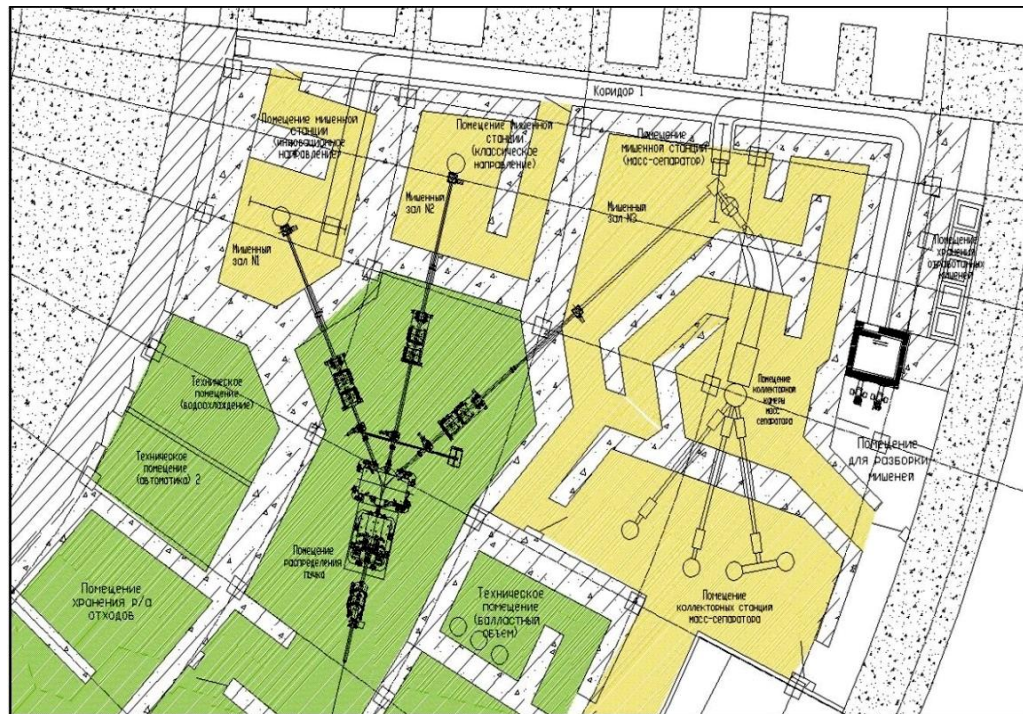 Коридор 1
Помещение мишенной
станции
(инновационное
направление)
Помещение мишенной
станции
(классическое
направление)
Помещение
мишенной станции
(масс-сепаратор)
Мишенный
зал N1
Мишенный
зал N2
Мишенный
зал N3
Помещение
хранения
отработанных
мишеней
Техническое
помещение
(водоохлаждение)
Техническое
помещение
(автоматика) 2
Помещение
коллекторной
камеры
масс
сепаратора
Помещение
для разборки
мишеней
Помещение
распределения
пучка
Помещение
хранения р/а
отходов
Техническое
помещение
(балластный
объем)
Помещение
коллекторных станций
масс-сепаратора